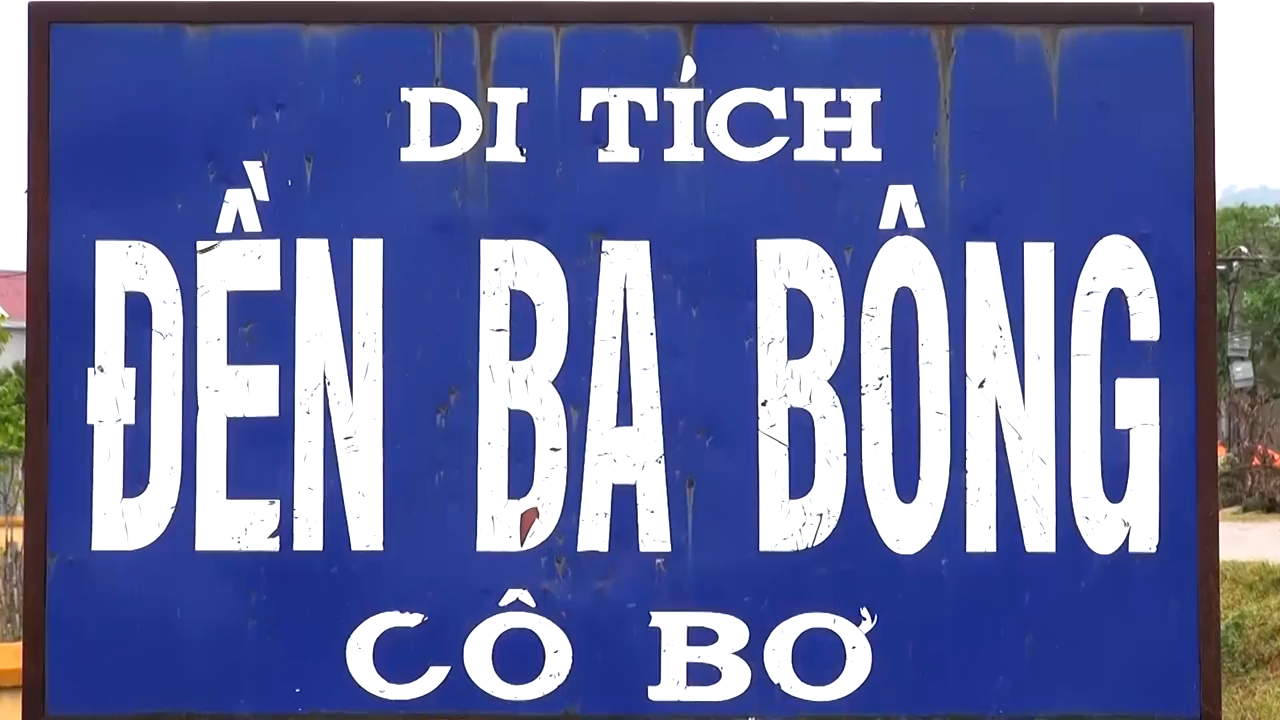 DI TÍCH
ĐỀN BA BÔNG
CÔ BƠ